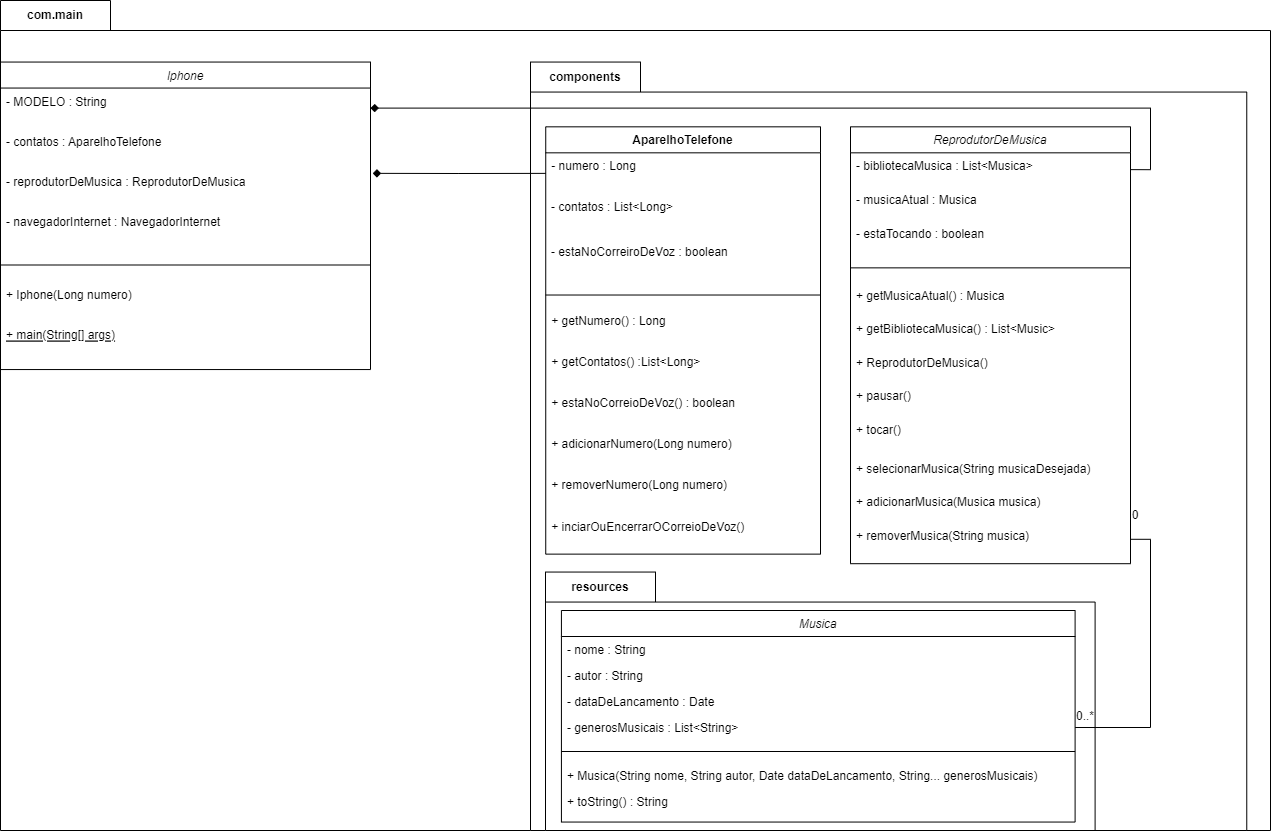 com.main
Iphone
- MODELO : String
- contatos : AparelhoTelefone
- reprodutorDeMusica : ReprodutorDeMusica
- navegadorInternet : NavegadorInternet
+ Iphone(Long numero)
+ main(String[] args)
components
AparelhoTelefone
- numero : Long
- contatos : List<Long>
- estaNoCorreiroDeVoz : boolean
+ getNumero() : Long
+ getContatos() :List<Long>
+ estaNoCorreioDeVoz() : boolean
+ adicionarNumero(Long numero)
+ removerNumero(Long numero)
+ inciarOuEncerrarOCorreioDeVoz()
ReprodutorDeMusica
- bibliotecaMusica : List<Musica>
- musicaAtual : Musica
- estaTocando : boolean
+ getMusicaAtual() : Musica
+ getBibliotecaMusica() : List<Music>
+ ReprodutorDeMusica()
+ pausar()
+ tocar()
+ selecionarMusica(String musicaDesejada)
+ adicionarMusica(Musica musica)
+ removerMusica(String musica)
0
resources
Musica
- nome : String
- autor : String
- dataDeLancamento : Date
- generosMusicais : List<String>
0..*
+ Musica(String nome, String autor, Date dataDeLancamento, String... generosMusicais)
+ toString() : String